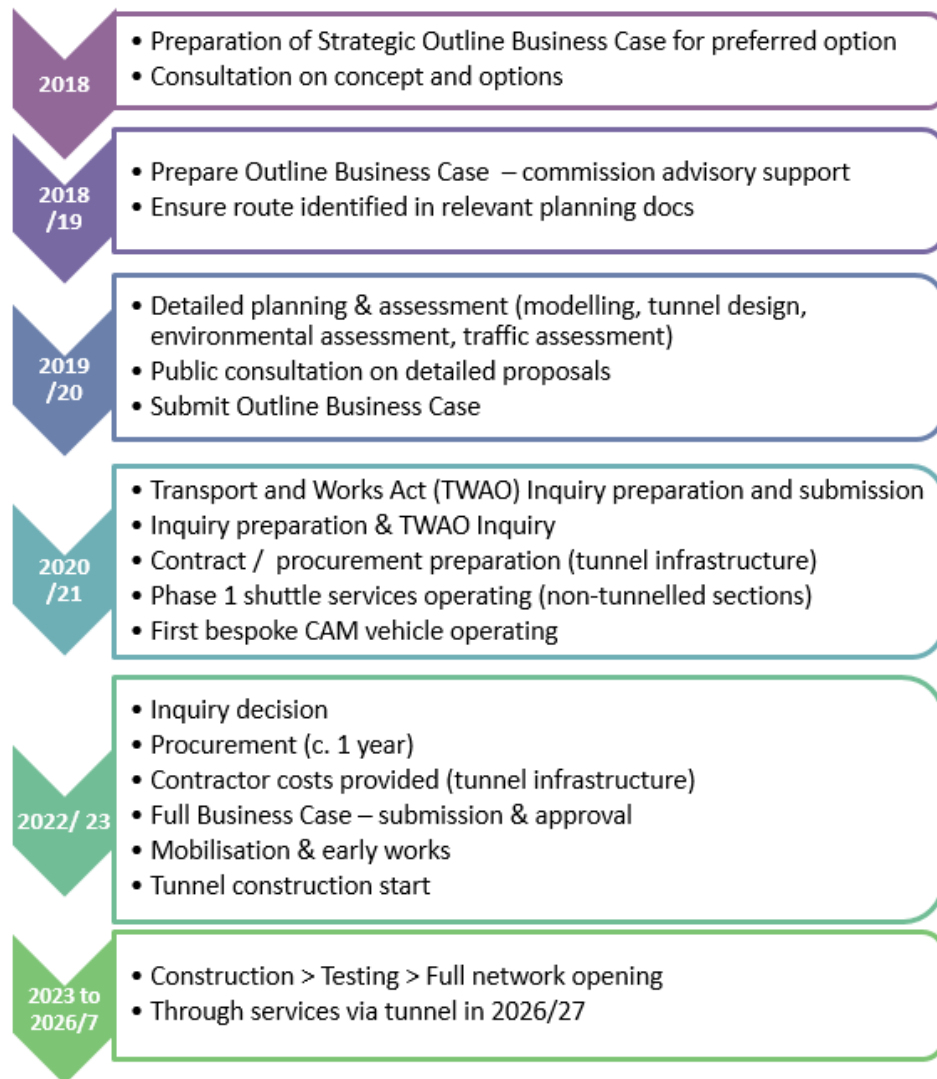 2018
• Preparation of Strategic Outline Business Case for preferred option
• Consultation on concept and options
2018
/19
• Prepare Outline Business Case – commission advisory support
• Ensure route identified in relevant planning docs
2019
/20
• Detailed planning & assessment (modelling, tunnel design,
environmental assessment, traffic assessment)
• Public consultation on detailed proposals
• Submit Outline Business Case
2020
/21
• Transport and Works Act (TWAO) Inquiry preparation and submission
• Inquiry preparation & TWAO Inquiry
• Contract / procurement preparation (tunnel infrastructure)
• Phase 1 shuttle services operating (non-tunnelled sections)
• First bespoke CAM vehicle operating
2022/ 23
• Inquiry decision
• Procurement (c. 1 year)
• Contractor costs provided (tunnel infrastructure)
• Full Business Case – submission & approval
• Mobilisation & early works
• Tunnel construction start
2023 to
2026/7
• Construction > Testing > Full network opening
• Through services via tunnel in 2026/27